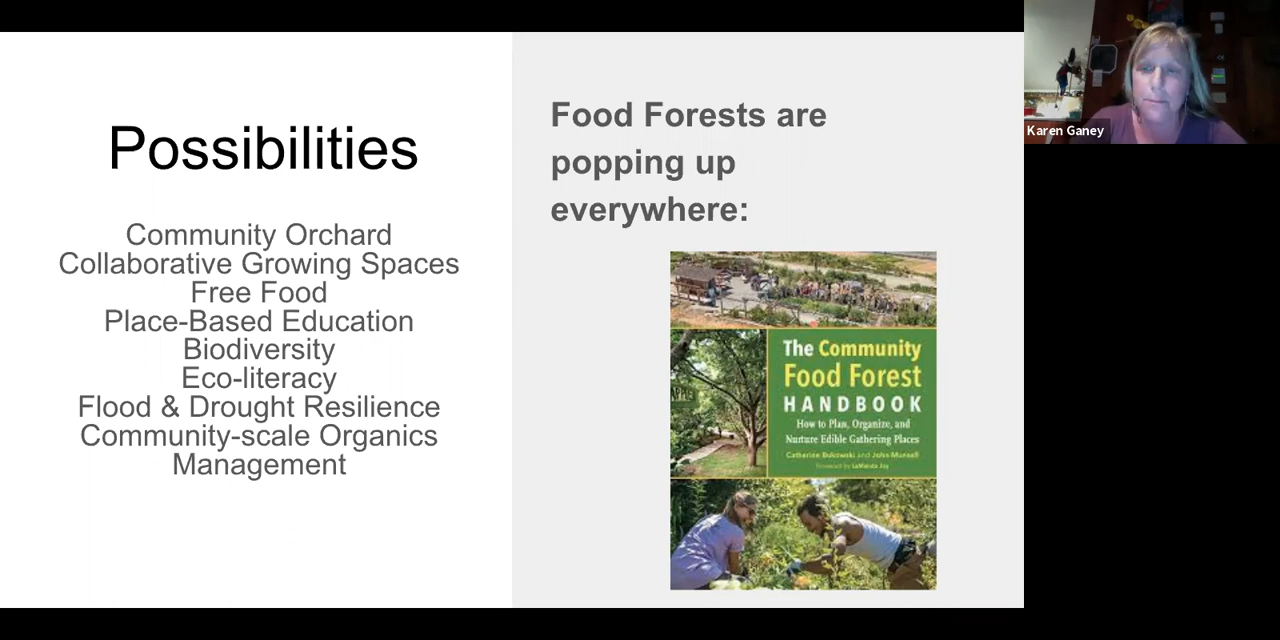 Possibilities
Community Orchard
Collaborative Growing Spaces
Free Food
Place-Based Education
Biodiversity
Eco-literacy
Flood & Drought Resilience
Community-scale Organics
Management
Food Forests are
popping up
everywhere:
The Community
Food Forest
HANDBOOK
How to Plan, Organize, and
Nurture Edible Gathering Places
Catherine Bukowski and John Munsell
Foreword by LaManda Joy
APPLE
Karen Ganey